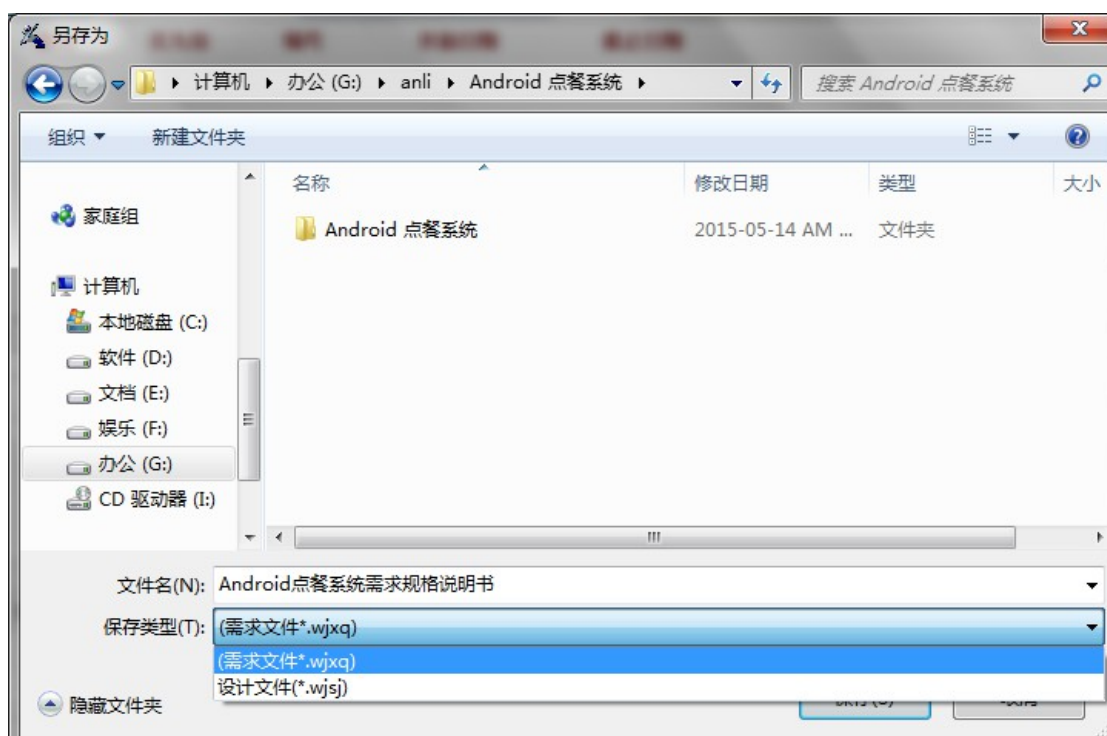 另存为
计算机 办公 (G:) anli Android 点餐系统 搜索 Android 点餐系统
组织 新建文件夹
名称 修改日期 类型 大小
Android 点餐系统 2015-05-14 AM ... 文件夹
家庭组
计算机
本地磁盘 (C:)
软件 (D:)
文档 (E:)
娱乐 (F:)
办公 (G:)
CD 驱动器 (I:)
文件名(N): Android点餐系统需求规格说明书
保存类型(T): (需求文件*.wjxq)
(需求文件*.wjxq)
设计文件(*.wjsj)
隐藏文件夹